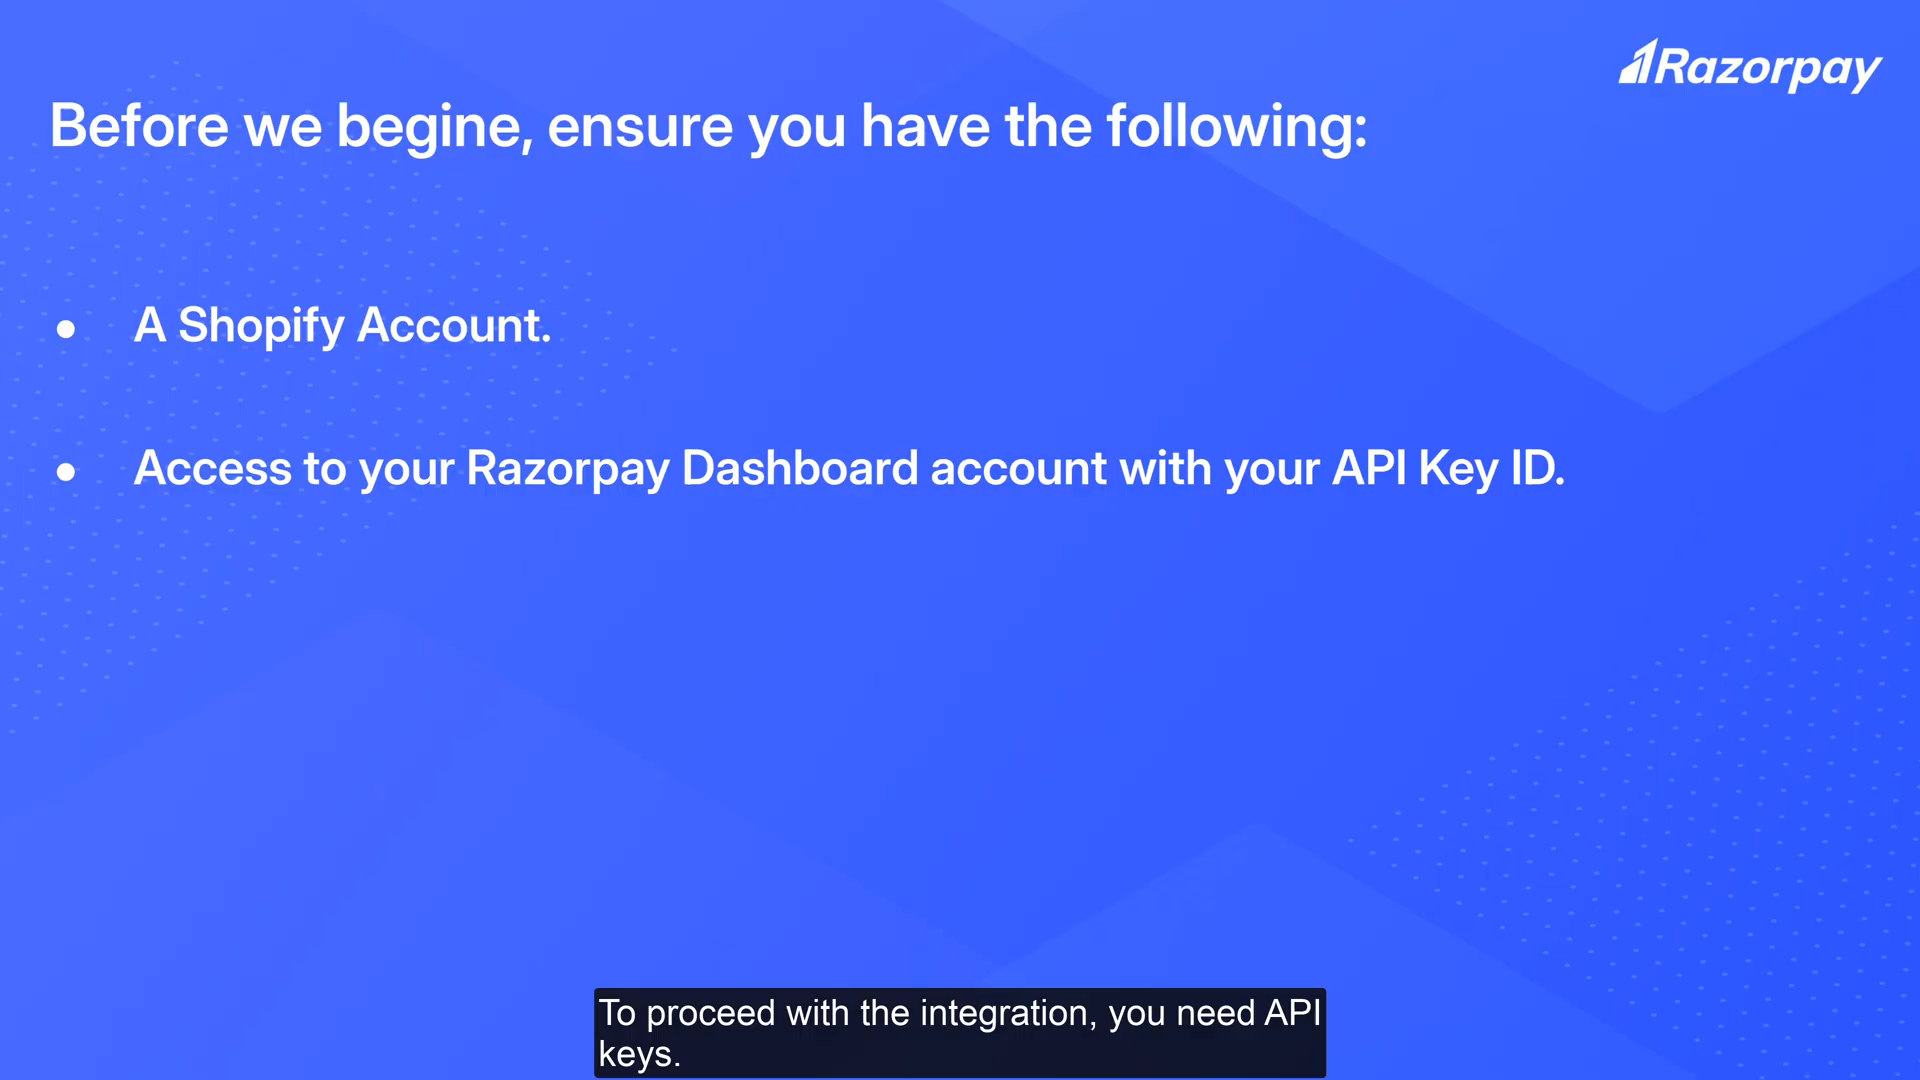 Razorpay
Before we begine, ensure you have the following:
● A Shopify Account.
● Access to your Razorpay Dashboard account with your API Key ID.
To proceed with the integration, you need API
keys.